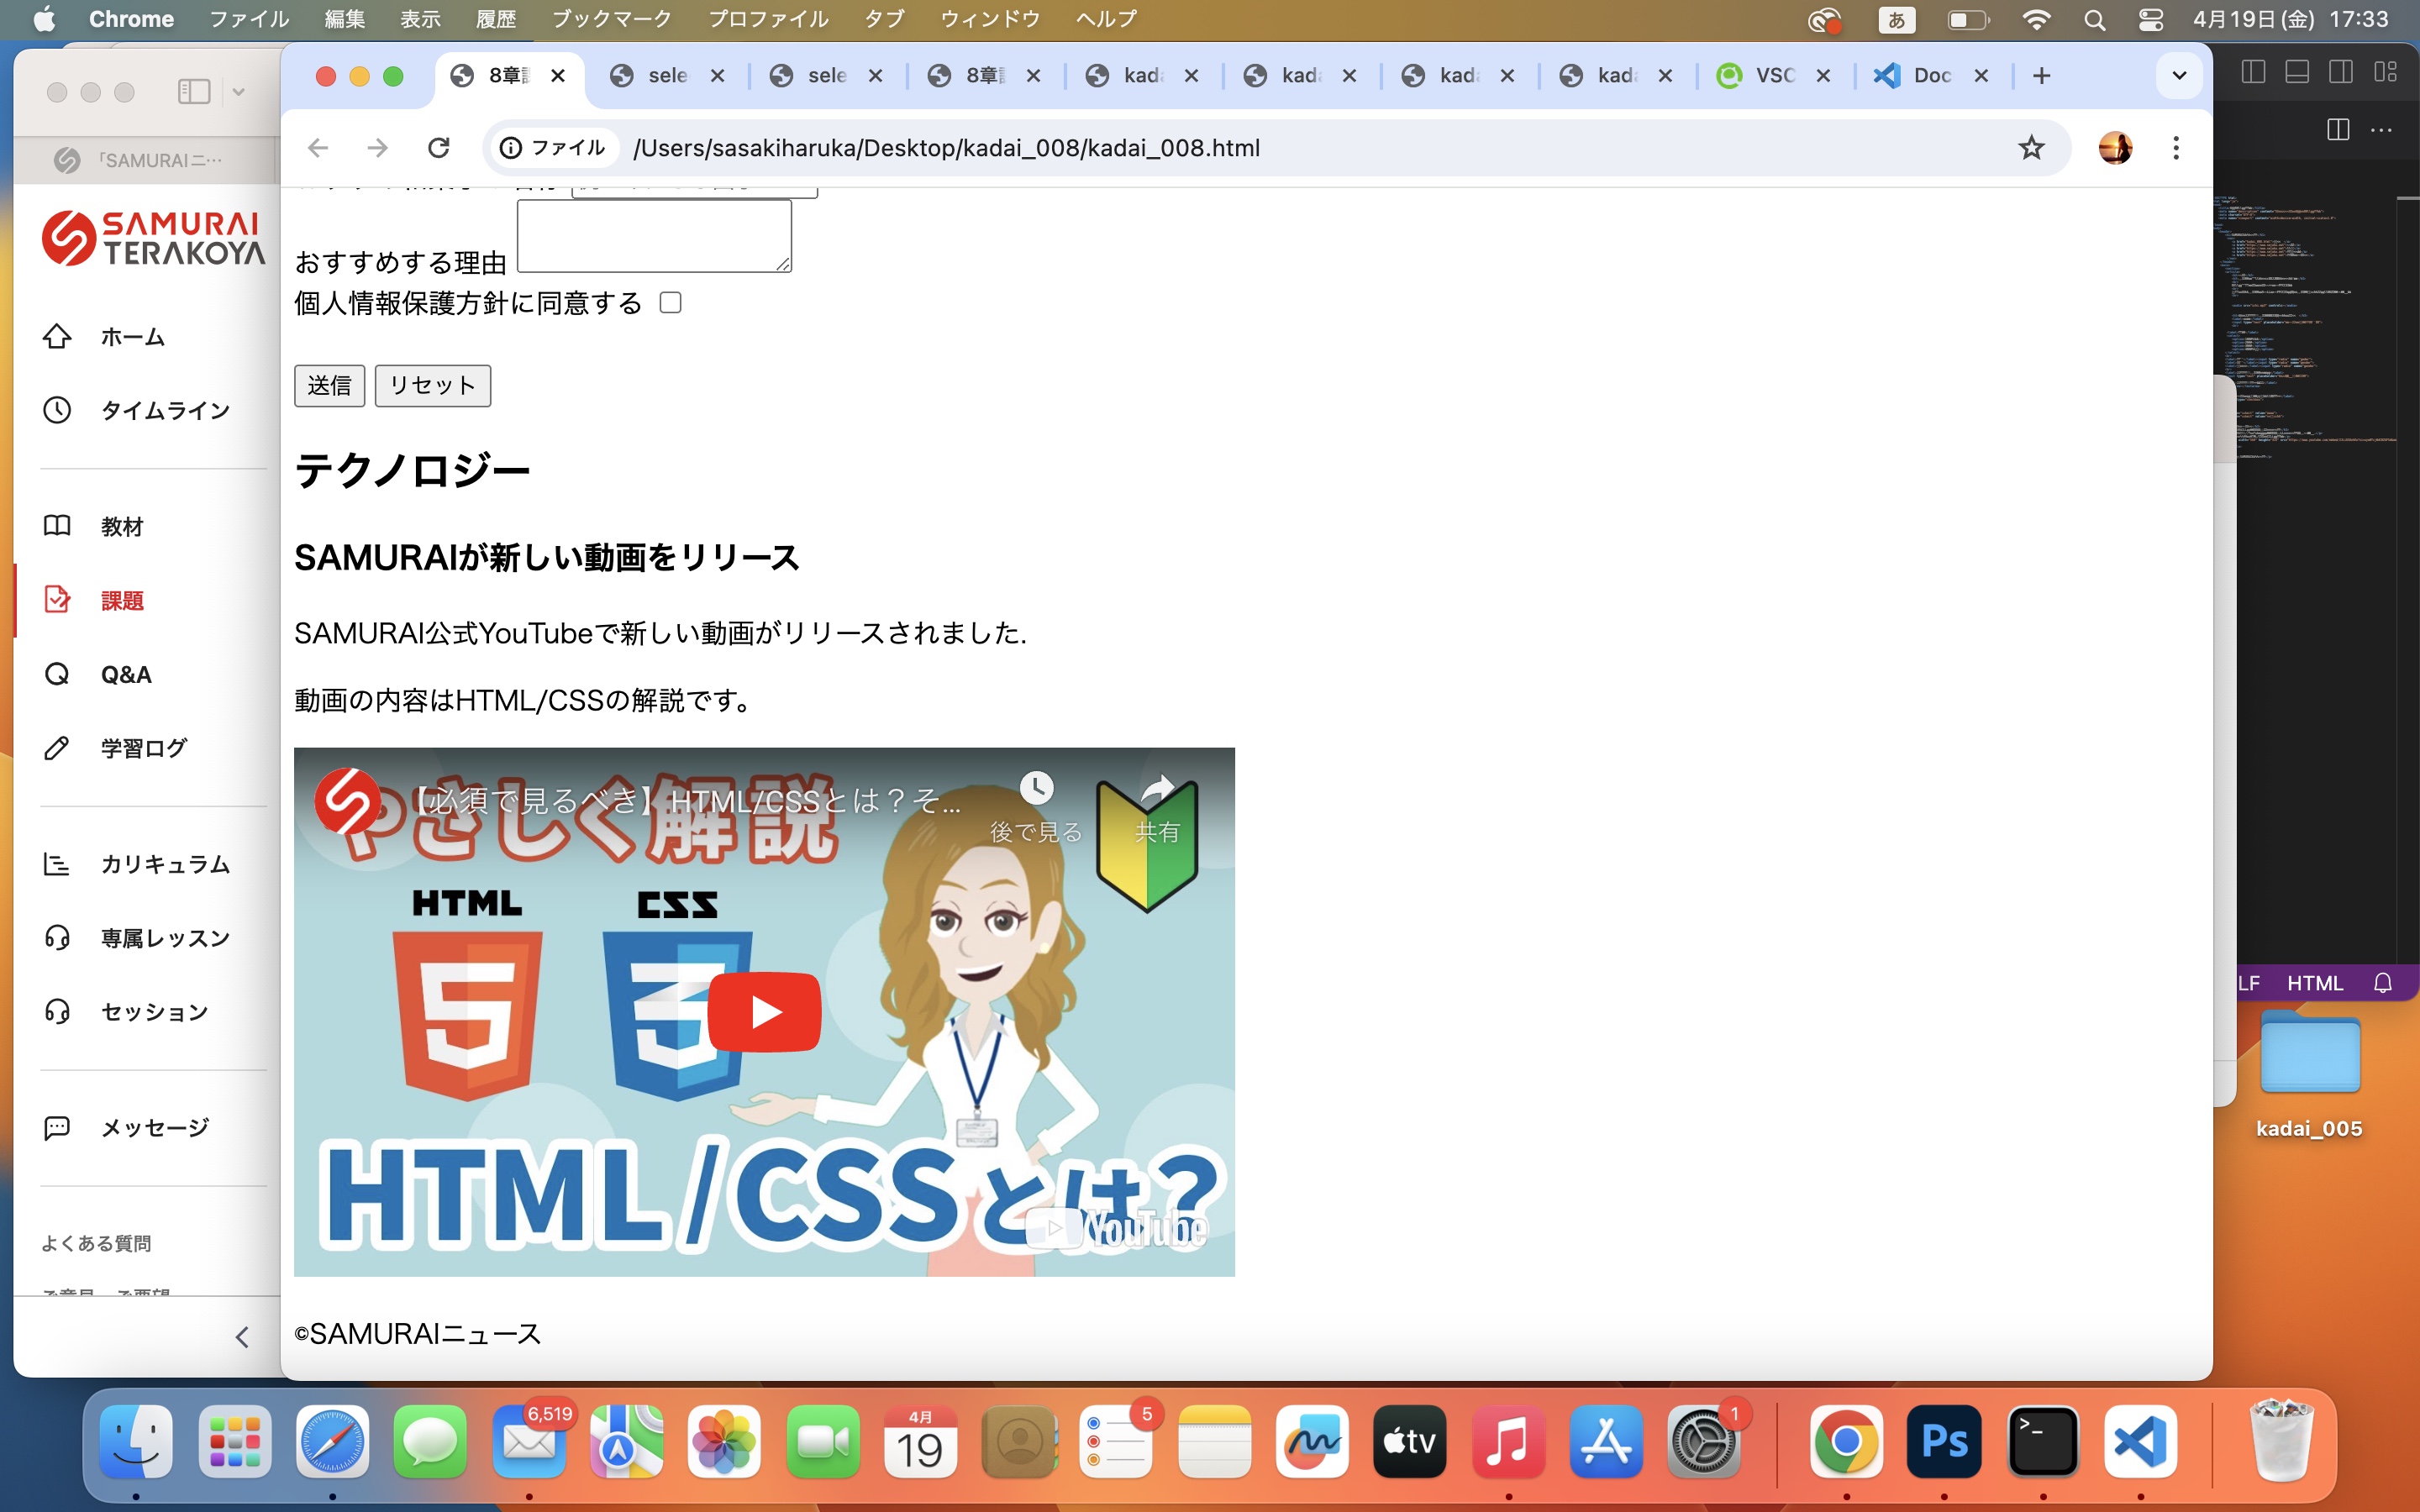 Chrome ファイル 編集 表示 履歴 ブックマーク プロファイル タブ ウィンドウ ヘルプ
あ 4月19日(金) 17:33
8章 sele sele 8章 kad kad kad kad VSC Doc
ファイル /Users/sasakiharuka/Desktop/kadai_008/kadai_008.html
「SAMURAIニ…
SAMURAI
TERAKOYA
ホーム
タイムライン
教材
課題
Q&A
学習ログ
カリキュラム
専属レッスン
セッション
メッセージ
よくある質問
おすすめする理由
個人情報保護方針に同意する
送信 リセット
テクノロジー
SAMURAIが新しい動画をリリース
SAMURAI公式YouTubeで新しい動画がリリースされました.
動画の内容はHTML/CSSの解説です。
【必須で見るべき】HTML/CSSとは？そ...
後で見る 共有
やさしく解説
HTML CSS
5 3
HTML/CSSとは?
YouTube
©SAMURAIニュース
LF HTML
kadai_005
6,519
4月
19
5
tv
1
Ps
>_